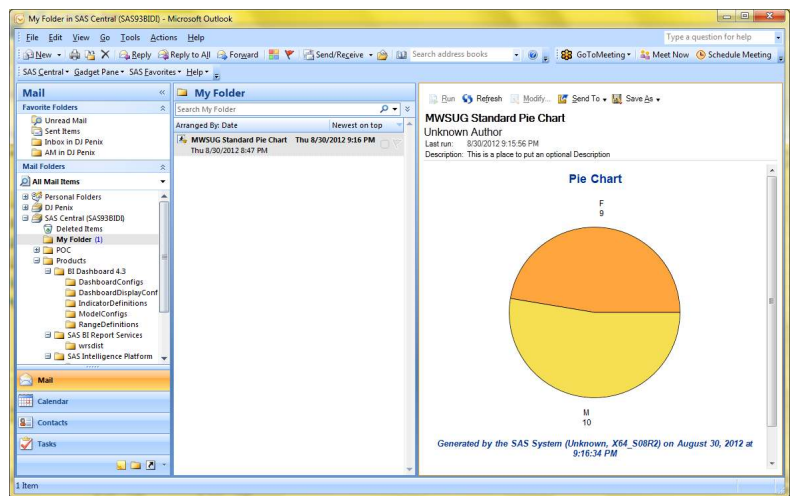 My Folder in SAS Central (SAS93BIDI) - Microsoft Outlook
File Edit View Go Tools Actions Help
Type a question for help
New Reply Reply to All Forward Send/Receive Search address books GoToMeeting Meet Now Schedule Meeting
SAS Central Gadget Pane SAS Favorites Help
Mail
Favorite Folders
Unread Mail
Sent Items
Inbox in DJ Penix
AM in DJ Penix
Mail Folders
All Mail Items
Personal Folders
DJ Penix
SAS Central (SAS93BIDI)
Deleted Items
My Folder (1)
POC
Products
BI Dashboard 4.3
DashboardConfigs
DashboardDisplayConf
IndicatorDefinitions
ModelConfigs
RangeDefinitions
SAS BI Report Services
wrsdist
SAS Intelligence Platform
Mail
Calendar
Contacts
Tasks
1 Item
My Folder
Search My Folder
Arranged By: Date Newest on top
MWSUG Standard Pie Chart Thu 8/30/2012 9:16 PM
Thu 8/30/2012 8:47 PM
Run Refresh Modify... Send To Save As
MWSUG Standard Pie Chart
Unknown Author
Last run: 8/30/2012 9:15:56 PM
Description: This is a place to put an optional Description
Pie Chart
F
9
M
10
Generated by the SAS System (Unknown, X64_S08R2) on August 30, 2012 at
9:16:34 PM